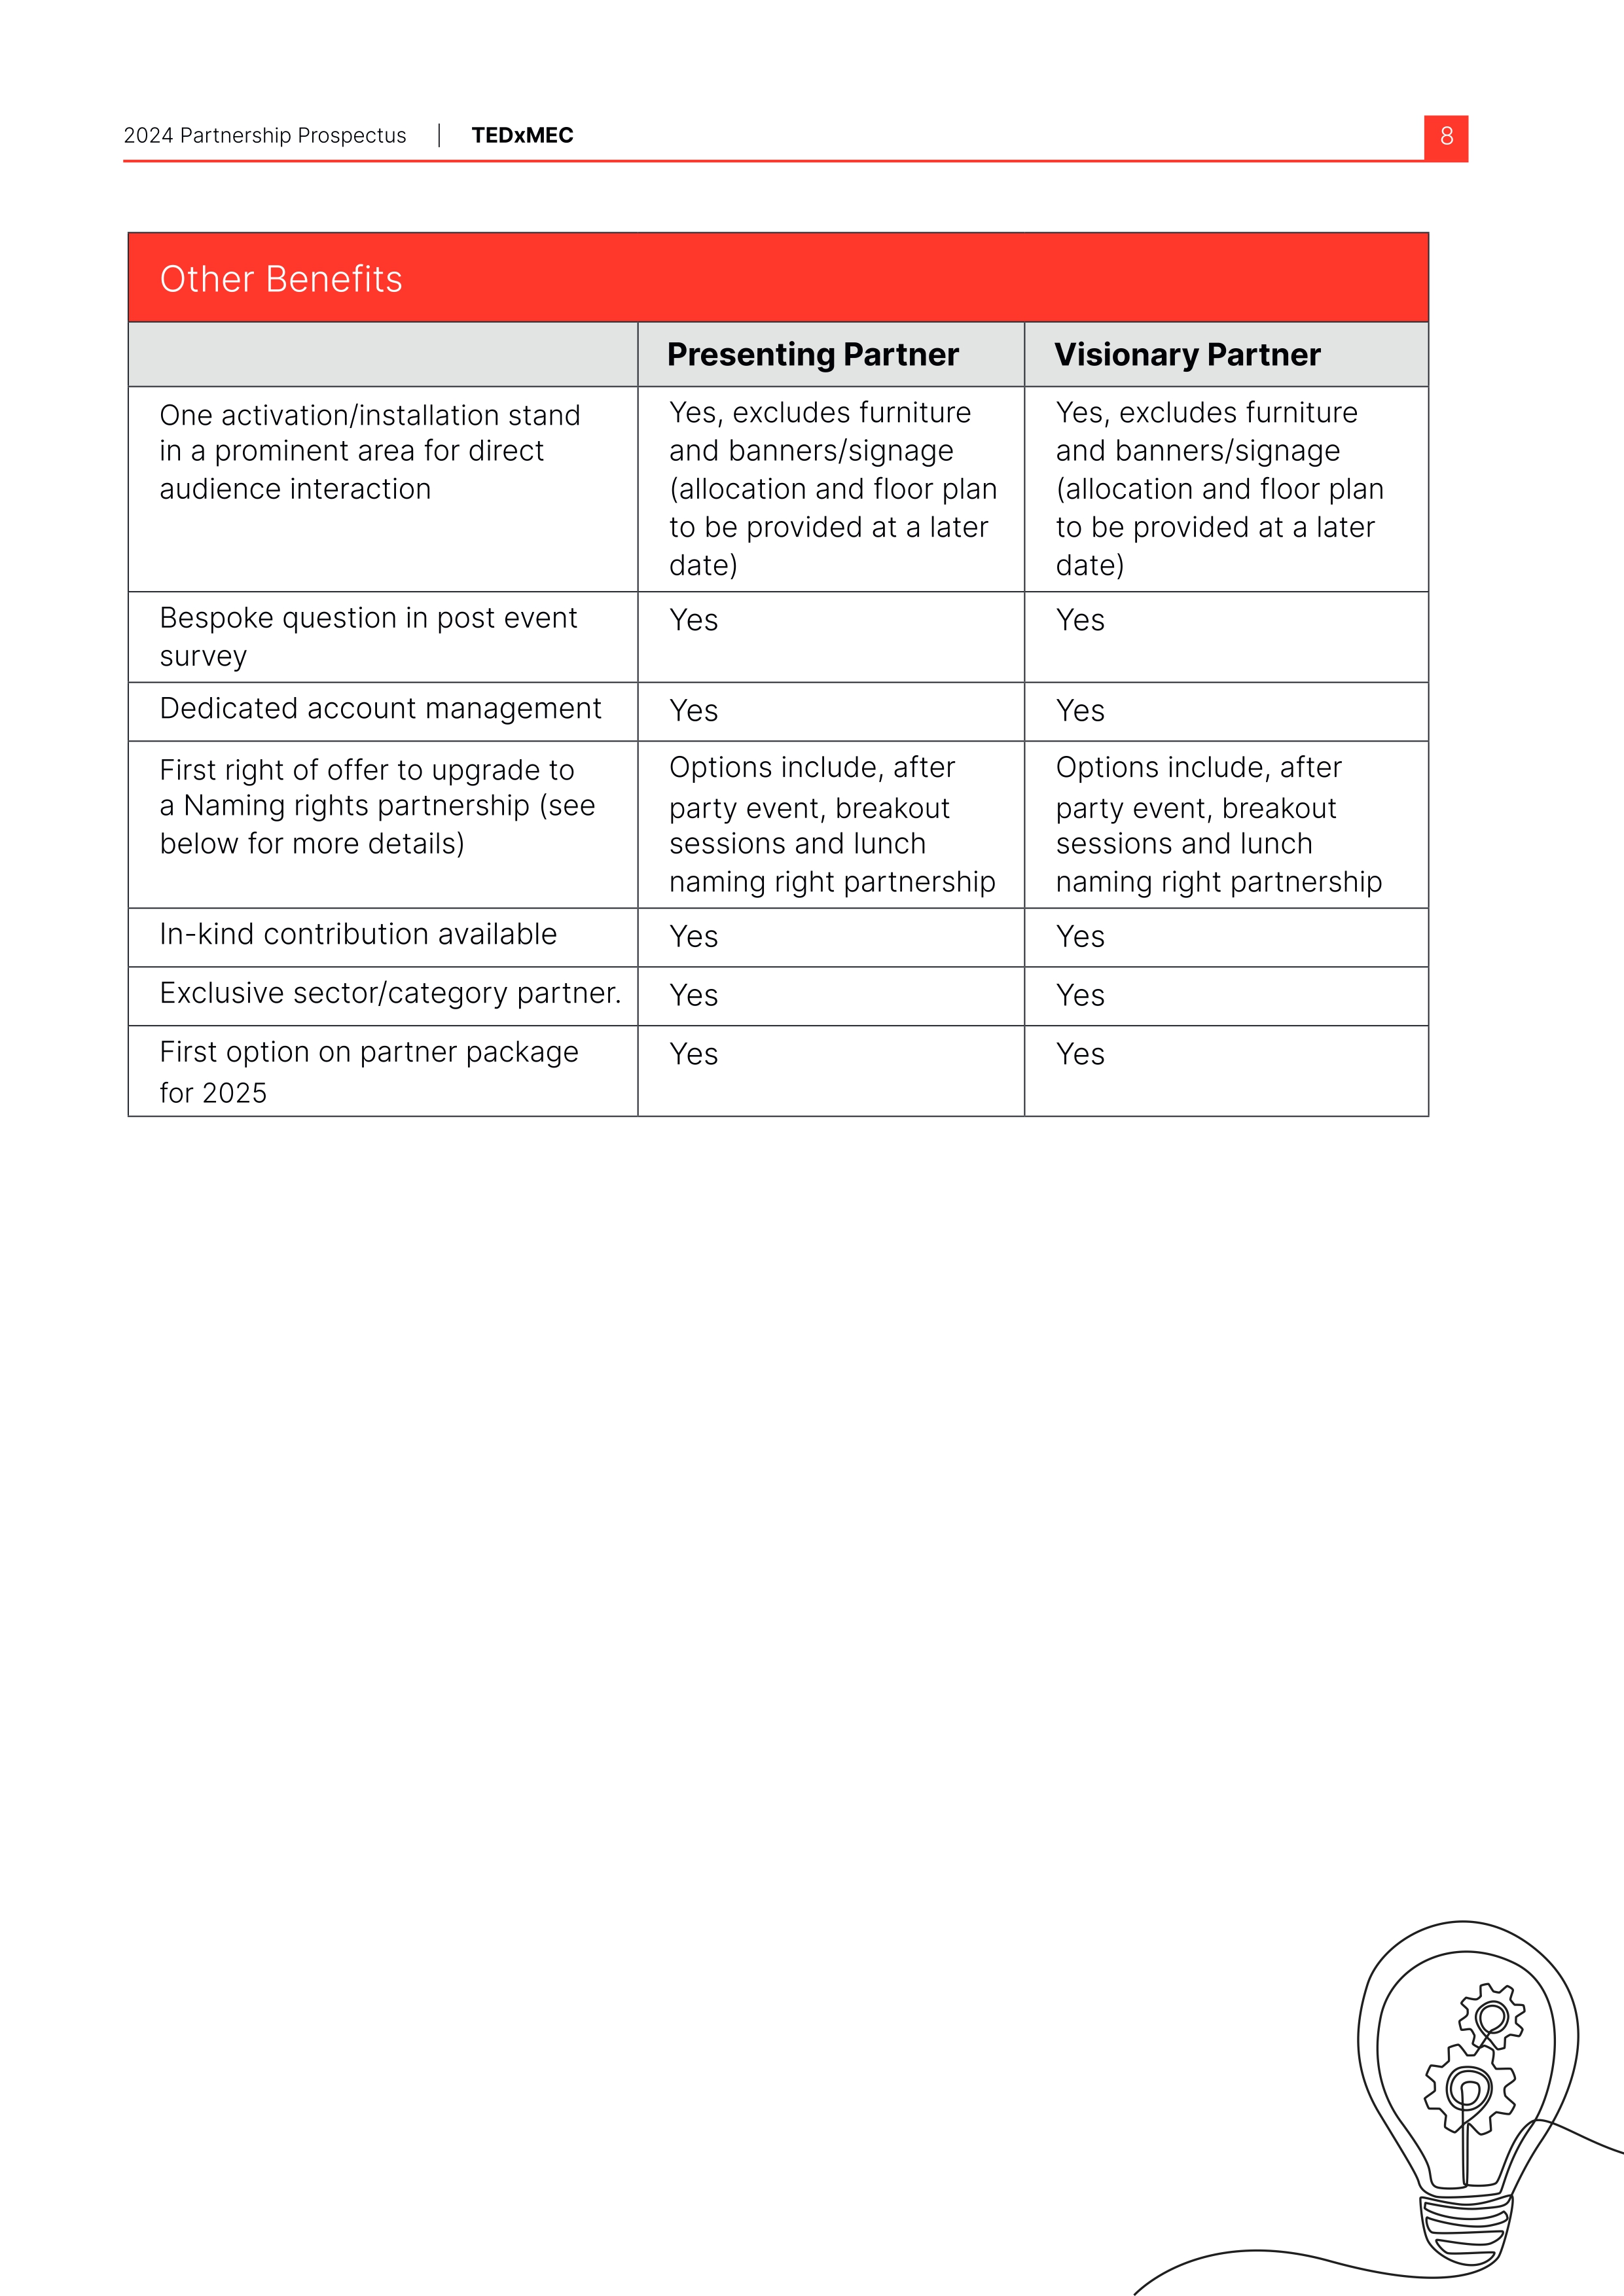 2024 Partnership Prospectus | TEDxMEC
8
Other Benefits
Presenting Partner
Visionary Partner
One activation/installation stand
in a prominent area for direct
audience interaction
Yes, excludes furniture
and banners/signage
(allocation and floor plan
to be provided at a later
date)
Yes, excludes furniture
and banners/signage
(allocation and floor plan
to be provided at a later
date)
Bespoke question in post event
survey
Yes
Yes
Dedicated account management
Yes
Yes
First right of offer to upgrade to
a Naming rights partnership (see
below for more details)
Options include, after
party event, breakout
sessions and lunch
naming right partnership
Options include, after
party event, breakout
sessions and lunch
naming right partnership
In-kind contribution available
Yes
Yes
Exclusive sector/category partner.
Yes
Yes
First option on partner package
for 2025
Yes
Yes